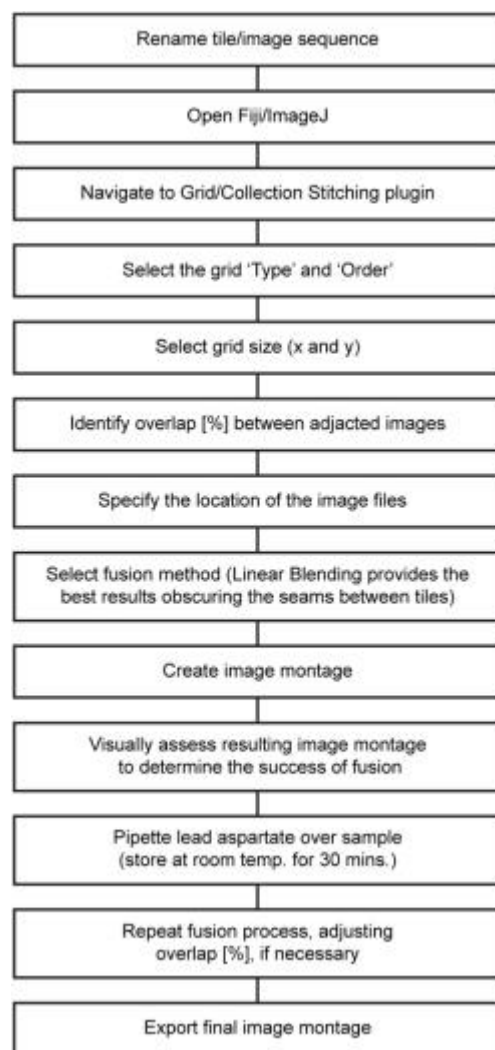 Rename tile/image sequence
Open Fiji/ImageJ
Navigate to Grid/Collection Stitching plugin
Select the grid ‘Type’ and ‘Order’
Select grid size (x and y)
Identify overlap [%] between adjacted images
Specify the location of the image files
Select fusion method (Linear Blending provides the
best results obscuring the seams between tiles)
Create image montage
Visually assess resulting image montage
to determine the success of fusion
Pipette lead aspartate over sample
(store at room temp. for 30 mins.)
Repeat fusion process, adjusting
overlap [%], if necessary
Export final image montage